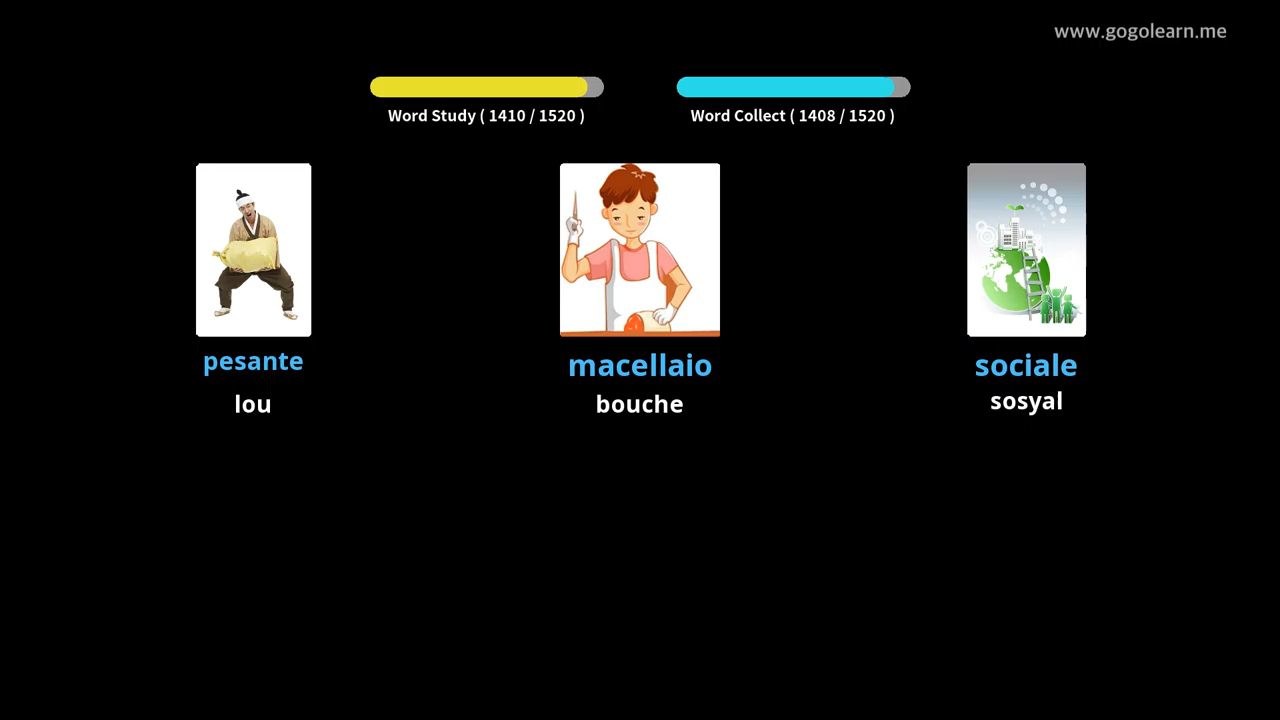 www.gogolearn.me
Word Study ( 1410 / 1520 )
Word Collect ( 1408 / 1520 )
pesante
lou
macellaio
bouche
sociale
sosyal